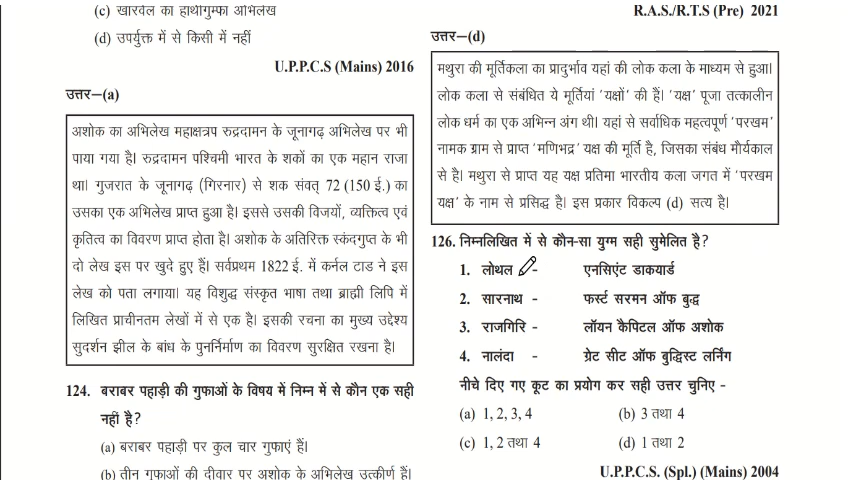 (c) खारवेल का हाथीगुम्फा अभिलेख
(d) उपर्युक्त में से किसी में नहीं
U.P.P.C.S (Mains) 2016
उत्तर–(a)
अशोक का अभिलेख महाक्षत्रप रुद्रदामन के जूनागढ़ अभिलेख पर भी
पाया गया है। रुद्रदामन पश्चिमी भारत के शकों का एक महान राजा
था। गुजरात के जूनागढ़ (गिरनार) से शक संवत् 72 (150 ई.) का
उसका एक अभिलेख प्राप्त हुआ है। इससे उसकी विजयों, व्यक्तित्व एवं
कृतित्व का विवरण प्राप्त होता है। अशोक के अतिरिक्त स्कंदगुप्त के भी
दो लेख इस पर खुदे हुए हैं। सर्वप्रथम 1822 ई. में कर्नल टाड ने इस
लेख को पता लगाया। यह विशुद्ध संस्कृत भाषा तथा ब्राह्मी लिपि में
लिखित प्राचीनतम लेखों में से एक है। इसकी रचना का मुख्य उद्देश्य
सुदर्शन झील के बांध के पुनर्निर्माण का विवरण सुरक्षित रखना है।
124. बराबर पहाड़ी की गुफाओं के विषय में निम्न में से कौन एक सही
नहीं है?
(a) बराबर पहाड़ी पर कुल चार गुफाएं हैं।
(b) तीन गुफाओं की दीवार पर अशोक के अभिलेख उत्कीर्ण हैं।
R.A.S./R.T.S (Pre) 2021
उत्तर–(d)
मथुरा की मूर्तिकला का प्रादुर्भाव यहां की लोक कला के माध्यम से हुआ।
लोक कला से संबंधित ये मूर्तियां 'यक्षों' की हैं। 'यक्ष' पूजा तत्कालीन
लोक धर्म का एक अभिन्न अंग थी। यहां से सर्वाधिक महत्वपूर्ण 'परखम'
नामक ग्राम से प्राप्त 'मणिभद्र' यक्ष की मूर्ति है, जिसका संबंध मौर्यकाल
से है। मथुरा से प्राप्त यह यक्ष प्रतिमा भारतीय कला जगत में 'परखम
यक्ष' के नाम से प्रसिद्ध है। इस प्रकार विकल्प (d) सत्य है।
126. निम्नलिखित में से कौन-सा युग्म सही सुमेलित है?
1. लोथल - एनसिएंट डाकयार्ड
2. सारनाथ - फर्स्ट सरमन ऑफ बुद्ध
3. राजगिरि - लॉयन कैपिटल ऑफ अशोक
4. नालंदा - ग्रेट सीट ऑफ बुद्धिस्ट लर्निंग
नीचे दिए गए कूट का प्रयोग कर सही उत्तर चुनिए -
(a) 1, 2, 3, 4 (b) 3 तथा 4
(c) 1, 2 तथा 4 (d) 1 तथा 2
U.P.P.C.S. (Spl.) (Mains) 2004